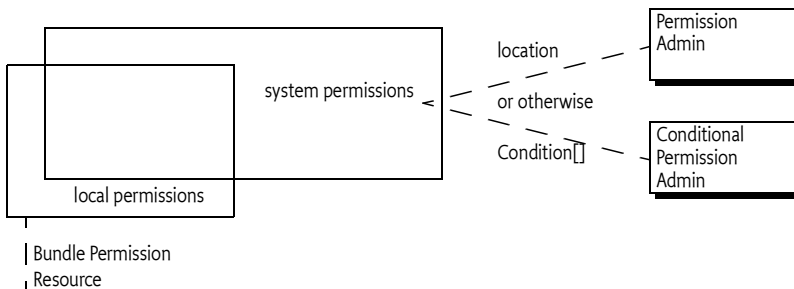 Permission
Admin
location
system permissions
or otherwise
Conditional
Permission
Admin
Condition[]
local permissions
Bundle Permission
Resource